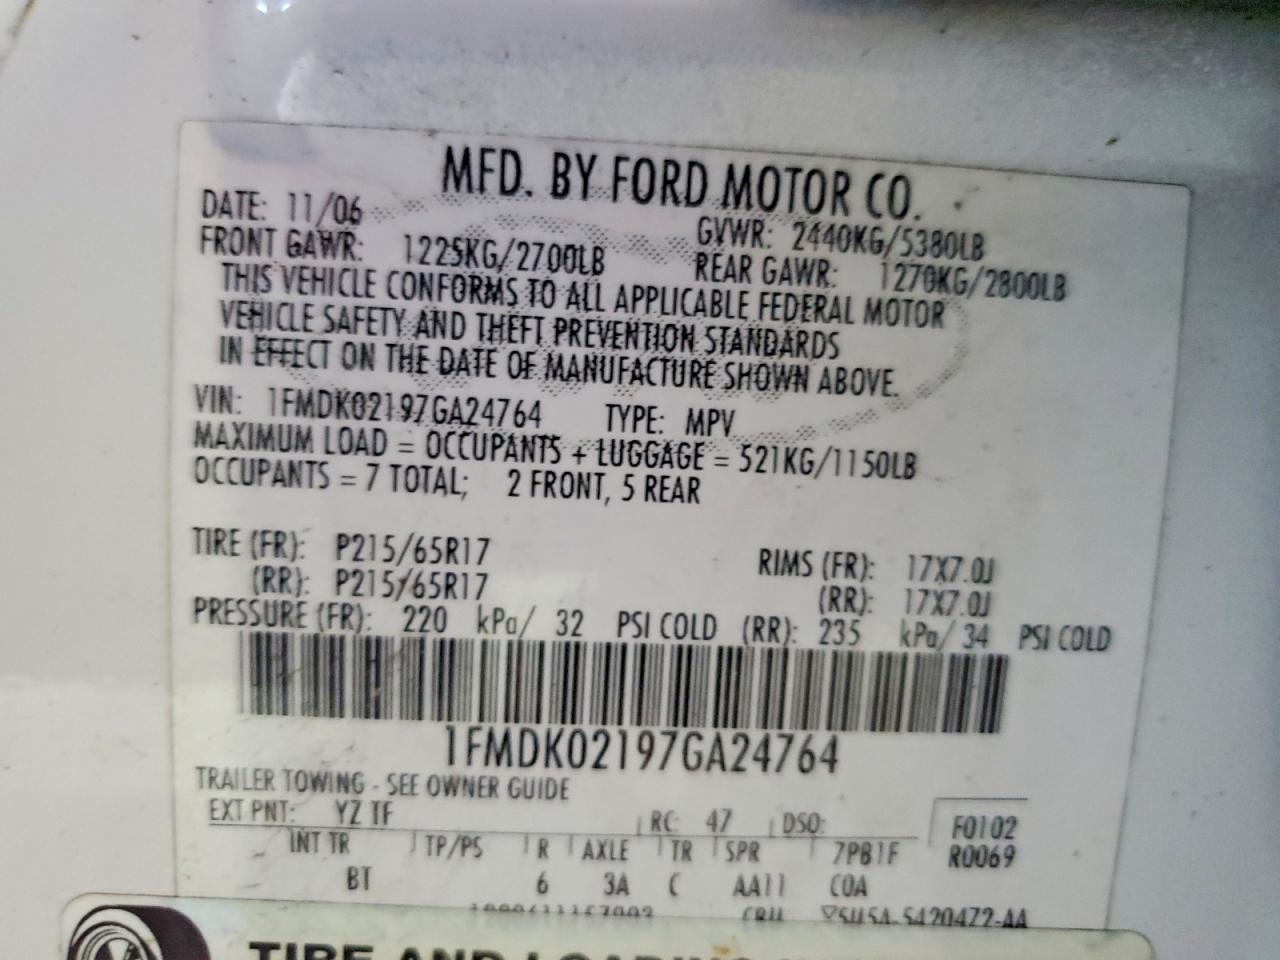 MFD. BY FORD MOTOR CO.
DATE: 11/06 GVWR: 2440KG/5380LB
FRONT GAWR: 1225KG/2700LB REAR GAWR: 1270KG/2800LB
THIS VEHICLE CONFORMS TO ALL APPLICABLE FEDERAL MOTOR
VEHICLE SAFETY AND THEFT PREVENTION STANDARDS
IN EFFECT ON THE DATE OF MANUFACTURE SHOWN ABOVE.
VIN: 1FMDK02197GA24764 TYPE: MPV
MAXIMUM LOAD = OCCUPANTS + LUGGAGE = 521KG/1150LB
OCCUPANTS = 7 TOTAL; 2 FRONT, 5 REAR
TIRE (FR): P215/65R17 RIMS (FR): 17X7.0J
(RR): P215/65R17 (RR): 17X7.0J
PRESSURE (FR): 220 kPa/ 32 PSI COLD (RR): 235 kPa/ 34 PSI COLD
1FMDK02197GA24764
TRAILER TOWING - SEE OWNER GUIDE
EXT PNT: YZ TF RC: 47 DSO: F0102
INT TR TP/PS R AXLE TR SPR 7PB1F R0069
BT 6 3A C AA11 COA
TIRE AND